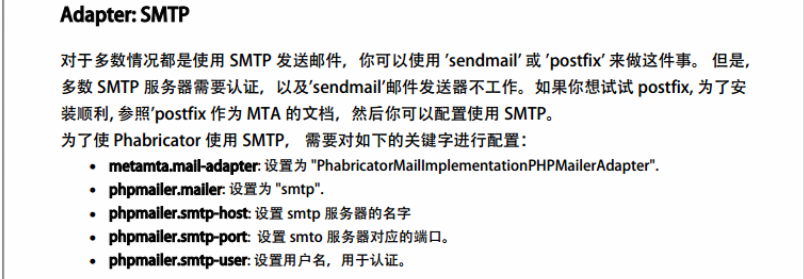 Adapter: SMTP
对于多数情况都是使用 SMTP 发送邮件，你可以使用 'sendmail' 或 'postfix' 来做这件事。 但是,
多数 SMTP 服务器需要认证，以及'sendmail'邮件发送器不工作。如果你想试试 postfix, 为了安
装顺利, 参照'postfix 作为 MTA 的文档，然后你可以配置使用 SMTP。
为了使 Phabricator 使用 SMTP， 需要对如下的关键字进行配置：
• metamta.mail-adapter: 设置为 "PhabricatorMailImplementationPHPMailerAdapter".
• phpmailer.mailer: 设置为 "smtp".
• phpmailer.smtp-host: 设置 smtp 服务器的名字
• phpmailer.smtp-port: 设置 smto 服务器对应的端口。
• phpmailer.smtp-user: 设置用户名，用于认证。